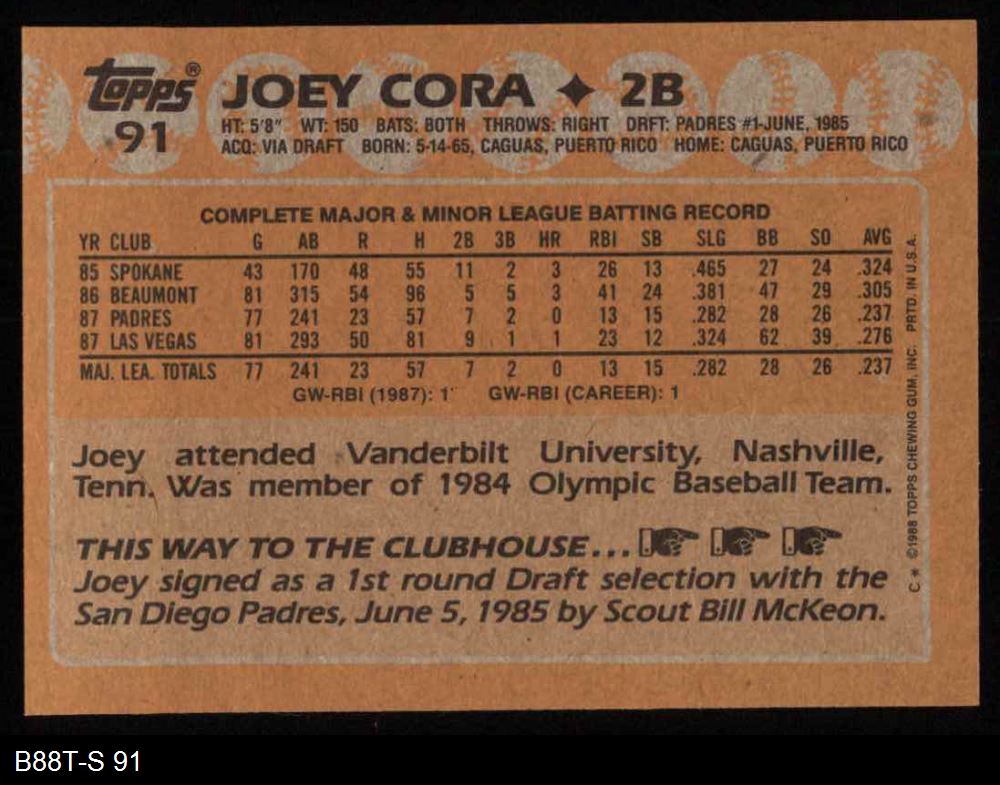 topps®
91
JOEY CORA ✦ 2B
HT: 5'8" WT: 150 BATS: BOTH THROWS: RIGHT DRFT: PADRES #1-JUNE, 1985
ACQ: VIA DRAFT BORN: 5-14-65, CAGUAS, PUERTO RICO HOME: CAGUAS, PUERTO RICO
COMPLETE MAJOR & MINOR LEAGUE BATTING RECORD
YR CLUB G AB R H 2B 3B HR RBI SB SLG BB SO AVG
85 SPOKANE 43 170 48 55 11 2 3 26 13 .465 27 24 .324
86 BEAUMONT 81 315 54 96 5 5 3 41 24 .381 47 29 .305
87 PADRES 77 241 23 57 7 2 0 13 15 .282 28 26 .237
87 LAS VEGAS 81 293 50 81 9 1 1 23 12 .324 62 39 .276
MAJ. LEA. TOTALS 77 241 23 57 7 2 0 13 15 .282 28 26 .237
GW-RBI (1987): 1 GW-RBI (CAREER): 1
Joey attended Vanderbilt University, Nashville,
Tenn. Was member of 1984 Olympic Baseball Team.
THIS WAY TO THE CLUBHOUSE...
Joey signed as a 1st round Draft selection with the
San Diego Padres, June 5, 1985 by Scout Bill McKeon.
C * ©1988 TOPPS CHEWING GUM, INC. PRTD. IN U.S.A.
B88T-S 91